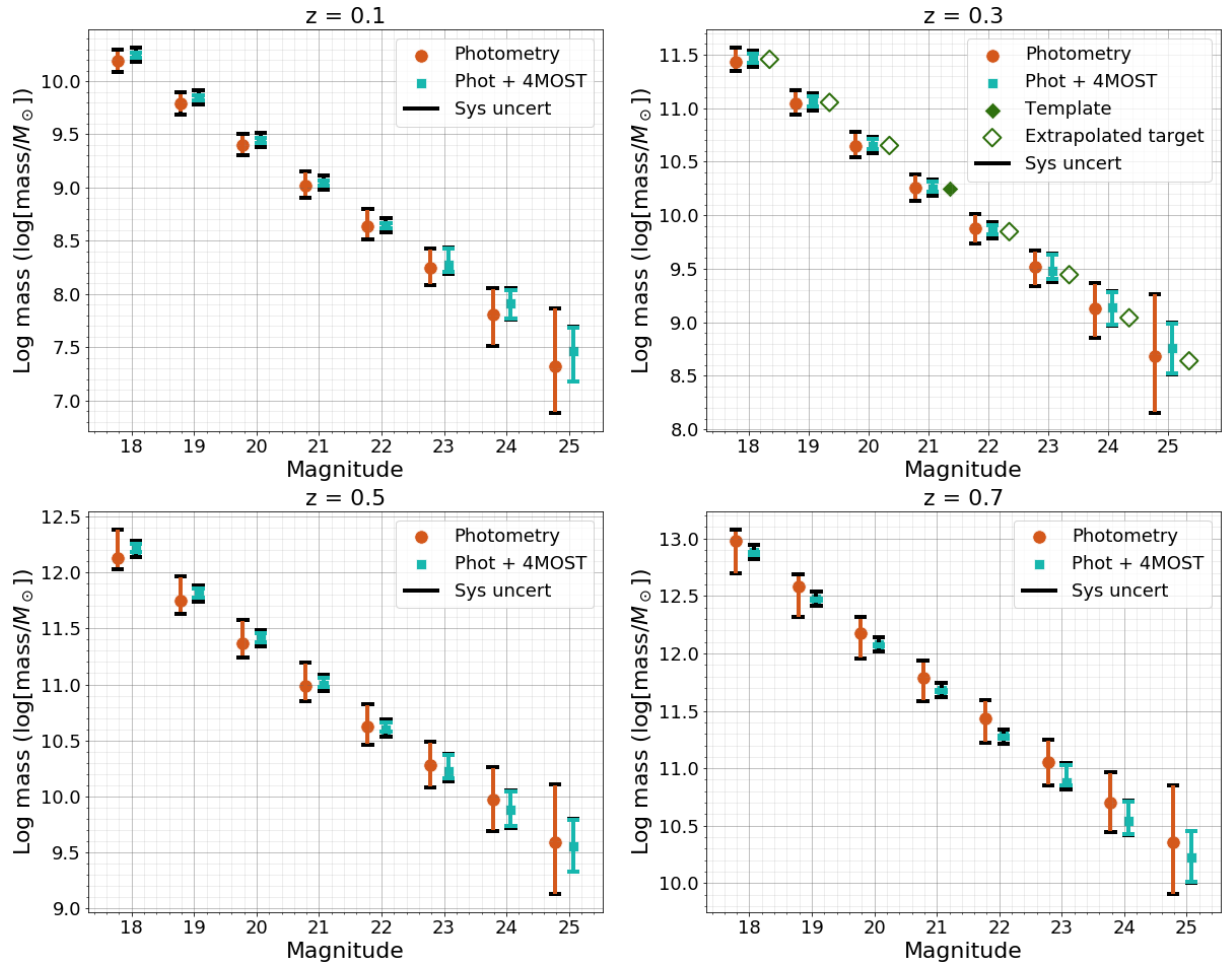 z = 0.1
Log mass (log[mass/M⊙])
10.0
9.5
9.0
8.5
8.0
7.5
7.0
Photometry
Phot + 4MOST
Sys uncert
18 19 20 21 22 23 24 25
Magnitude
z = 0.3
Log mass (log[mass/M⊙])
11.5
11.0
10.5
10.0
9.5
9.0
8.5
8.0
Photometry
Phot + 4MOST
Template
Extrapolated target
Sys uncert
18 19 20 21 22 23 24 25
Magnitude
z = 0.5
Log mass (log[mass/M⊙])
12.5
12.0
11.5
11.0
10.5
10.0
9.5
9.0
Photometry
Phot + 4MOST
Sys uncert
18 19 20 21 22 23 24 25
Magnitude
z = 0.7
Log mass (log[mass/M⊙])
13.0
12.5
12.0
11.5
11.0
10.5
10.0
Photometry
Phot + 4MOST
Sys uncert
18 19 20 21 22 23 24 25
Magnitude